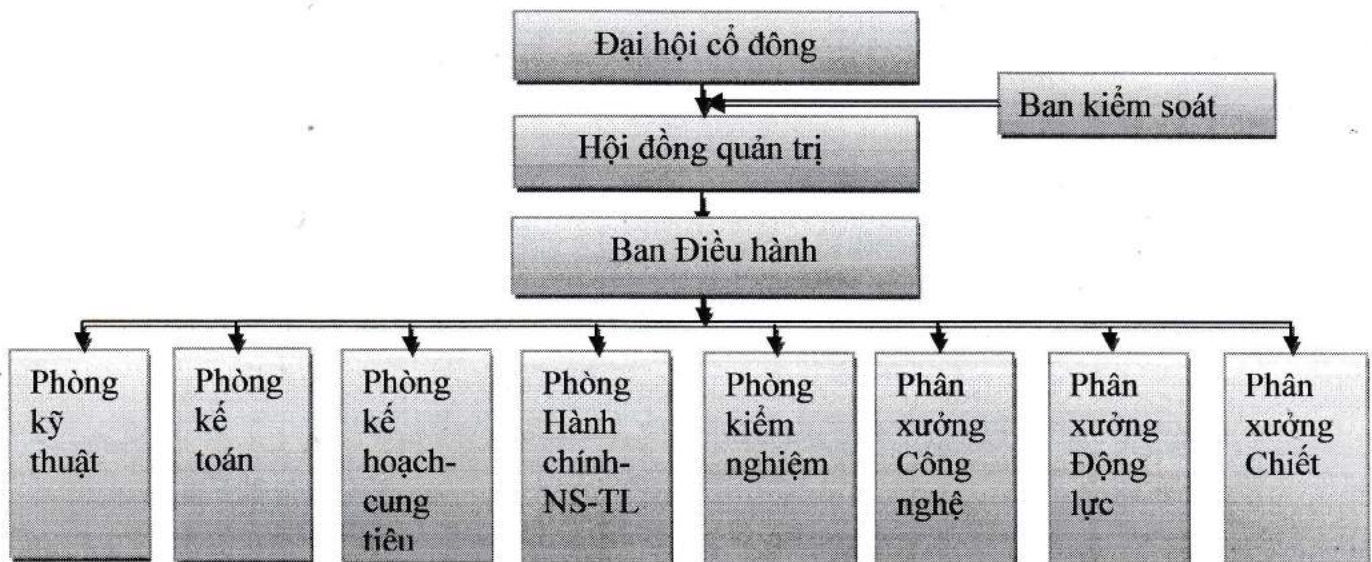 Đại hội cổ đông
Ban kiểm soát
Hội đồng quản trị
Ban Điều hành
Phòng
kỹ
thuật
Phòng
kế
toán
Phòng
kế
hoạch-
cung
tiêu
Phòng
Hành
chính-
NS-TL
Phòng
kiểm
nghiệm
Phân
xưởng
Công
nghệ
Phân
xưởng
Động
lực
Phân
xưởng
Chiết